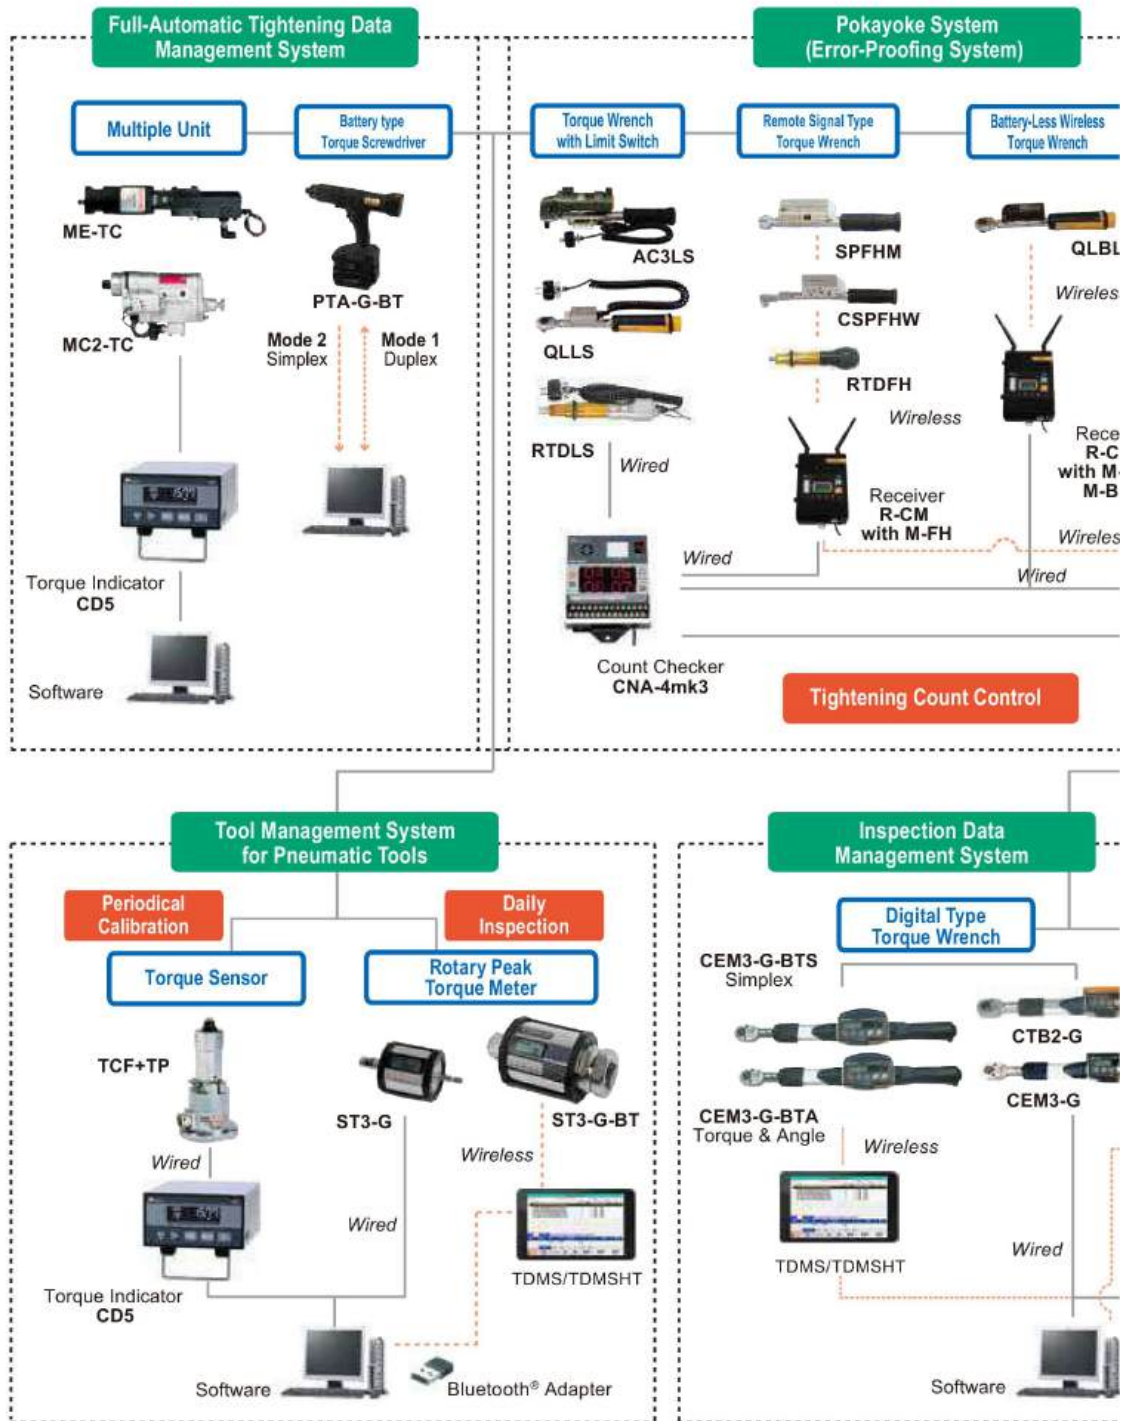 Full-Automatic Tightening Data
Management System
Pokayoke System
(Error-Proofing System)
Multiple Unit
Battery type
Torque Screwdriver
Torque Wrench
with Limit Switch
Remote Signal Type
Torque Wrench
Battery-Less Wireless
Torque Wrench
ME-TC
MC2-TC
PTA-G-BT
Mode 2
Simplex
Mode 1
Duplex
AC3LS
QLLS
RTDLS
Wired
SPFHM
CSPFHW
RTDFH
Wireless
QLBL
Wireles
Receiver
R-CM
with M-FH
Rece
R-C
with M-
M-B
Wired
Wireles
Wired
Torque Indicator
CD5
Software
Count Checker
CNA-4mk3
Tightening Count Control
Tool Management System
for Pneumatic Tools
Inspection Data
Management System
Periodical
Calibration
Daily
Inspection
Torque Sensor
Rotary Peak
Torque Meter
Digital Type
Torque Wrench
TCF+TP
Wired
ST3-G
ST3-G-BT
Wireless
Wired
TDMS/TDMSHT
Torque Indicator
CD5
Software
Bluetooth® Adapter
CEM3-G-BTS
Simplex
CTB2-G
CEM3-G
CEM3-G-BTA
Torque & Angle
Wireless
TDMS/TDMSHT
Wired
Software